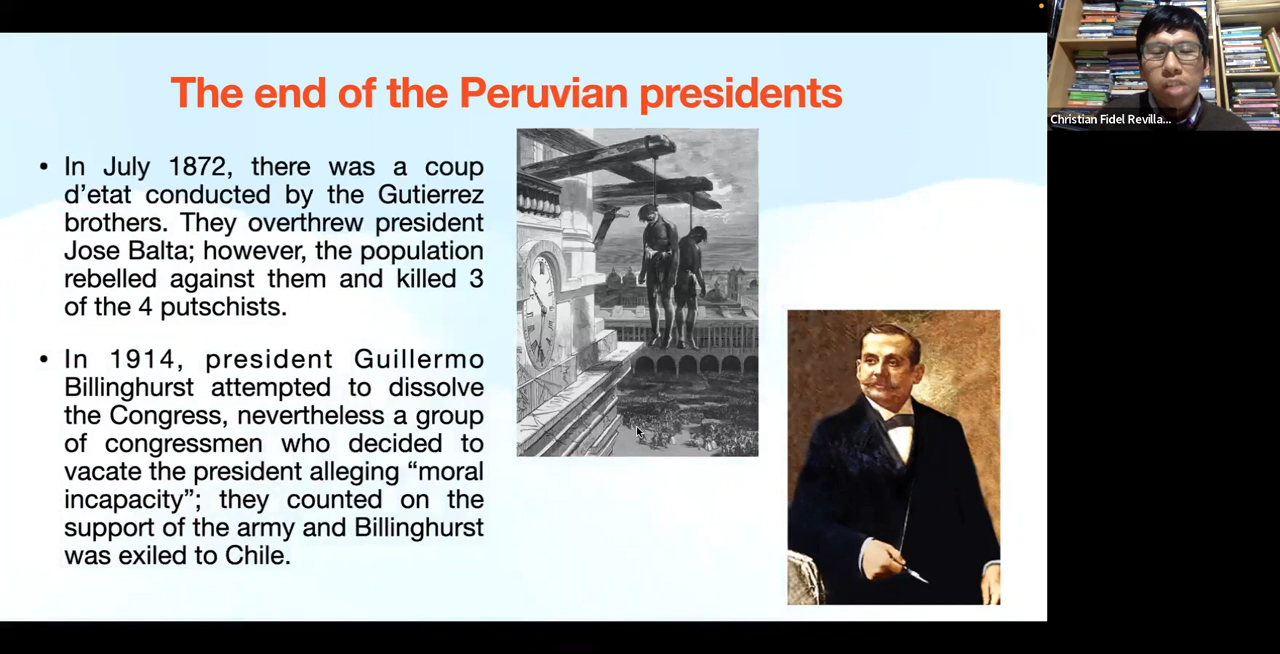 The end of the Peruvian presidents
• In July 1872, there was a coup
d’etat conducted by the Gutierrez
brothers. They overthrew president
Jose Balta; however, the population
rebelled against them and killed 3
of the 4 putschists.
• In 1914, president Guillermo
Billinghurst attempted to dissolve
the Congress, nevertheless a group
of congressmen who decided to
vacate the president alleging “moral
incapacity”; they counted on the
support of the army and Billinghurst
was exiled to Chile.
Christian Fidel Revilla...